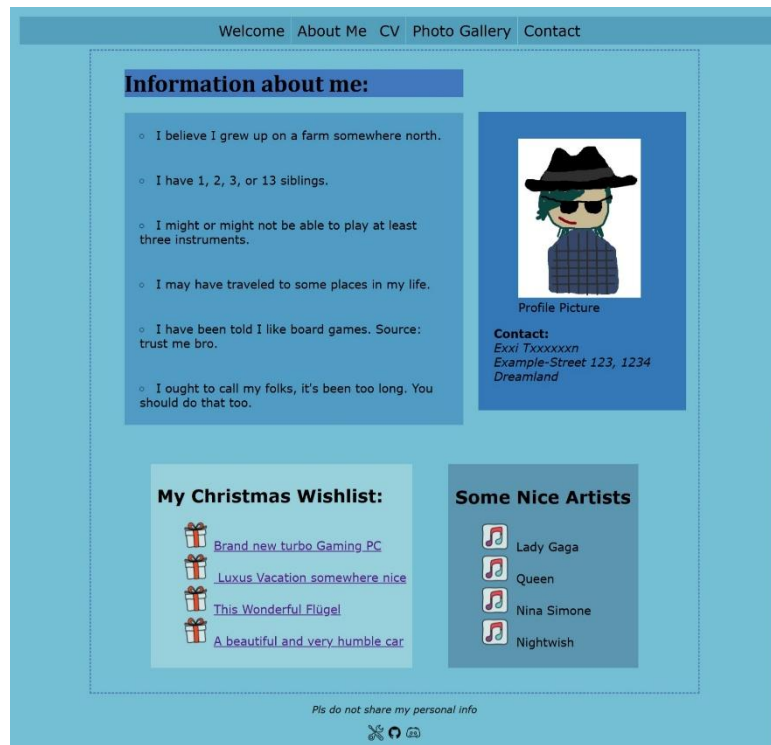 Welcome About Me CV Photo Gallery Contact
Information about me:
I believe I grew up on a farm somewhere north.
I have 1, 2, 3, or 13 siblings.
I might or might not be able to play at least
three instruments.
I may have traveled to some places in my life.
I have been told I like board games. Source:
trust me bro.
I ought to call my folks, it's been too long. You
should do that too.
Profile Picture
Contact:
Exxi Txxxxxxn
Example-Street 123, 1234
Dreamland
My Christmas Wishlist:
Brand new turbo Gaming PC
Luxus Vacation somewhere nice
This Wonderful Flügel
A beautiful and very humble car
Some Nice Artists
Lady Gaga
Queen
Nina Simone
Nightwish
Pls do not share my personal info